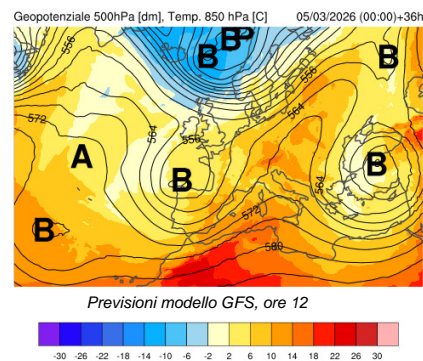 Geopotenziale 500hPa [dm], Temp. 850 hPa [C] 05/03/2026 (00:00)+36h
556
B
B
B
B
556
572
564
564
556
A
B
B
564
572
B
580
Previsioni modello GFS, ore 12
-30 -26 -22 -18 -14 -10 -6 -2 2 6 10 14 18 22 26 30